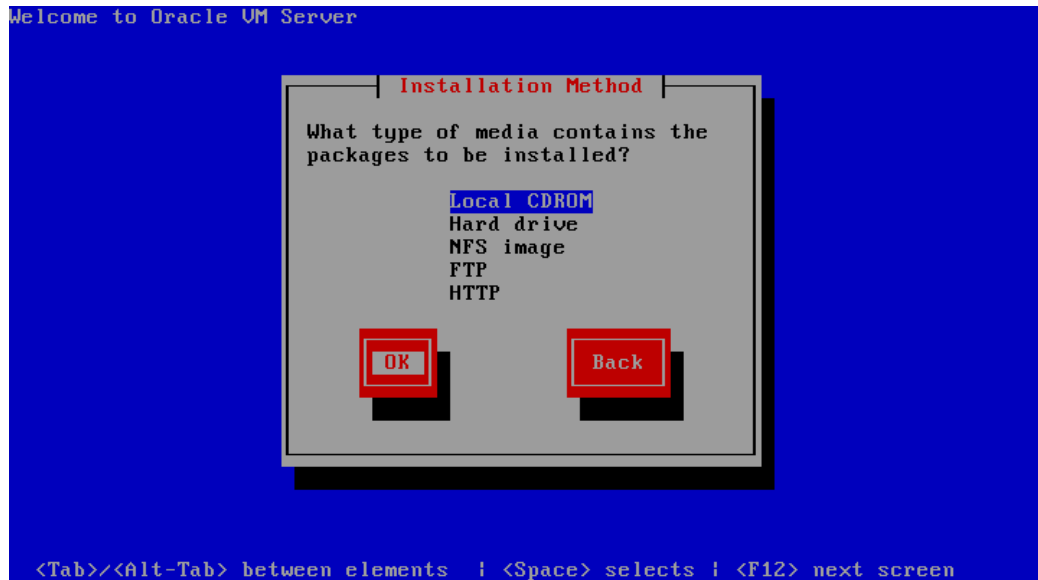 Welcome to Oracle VM Server
Installation Method
What type of media contains the
packages to be installed?
Local CDROM
Hard drive
NFS image
FTP
HTTP
OK Back
<Tab>/<Alt-Tab> between elements | <Space> selects | <F12> next screen